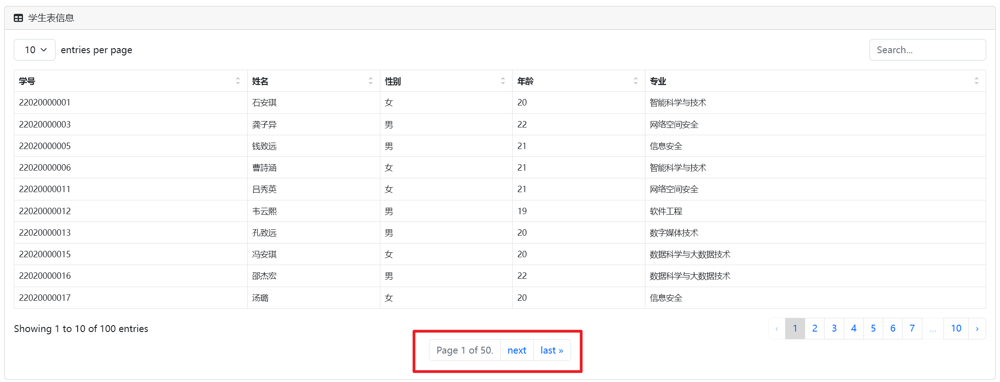 学生表信息
10 entries per page Search...
学号 姓名 性别 年龄 专业
22020000001 石安琪 女 20 智能科学与技术
22020000003 龚子异 男 22 网络空间安全
22020000005 钱致远 男 21 信息安全
22020000006 曹詩涵 女 21 智能科学与技术
22020000011 吕秀英 女 21 网络空间安全
22020000012 韦云熙 男 19 软件工程
22020000013 孔致远 男 20 数字媒体技术
22020000015 冯安琪 女 20 数据科学与大数据技术
22020000016 邵杰宏 男 22 数据科学与大数据技术
22020000017 汤璐 女 20 信息安全
Showing 1 to 10 of 100 entries ‹ 1 2 3 4 5 6 7 ... 10 ›
Page 1 of 50. next last »